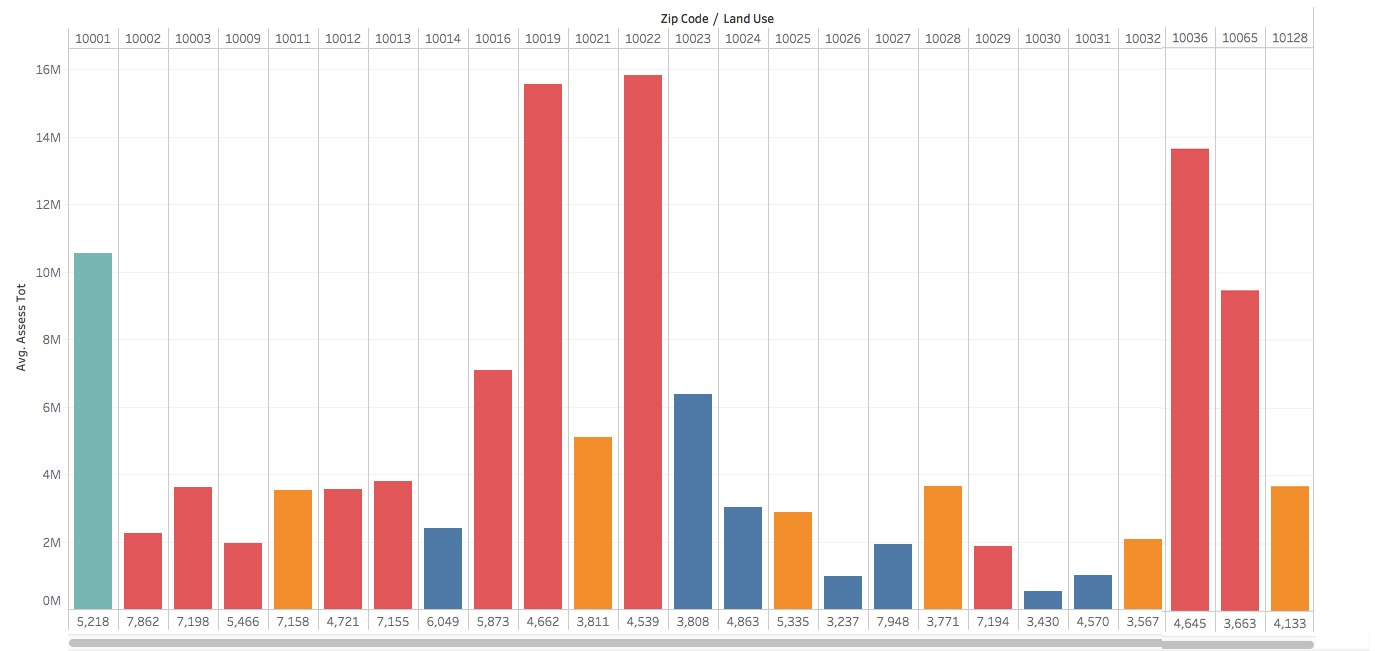 Zip Code / Land Use
10001 10002 10003 10009 10011 10012 10013 10014 10016 10019 10021 10022 10023 10024 10025 10026 10027 10028 10029 10030 10031 10032 10036 10065 10128
16M
14M
12M
10M
8M
6M
4M
2M
0M
Avg. Assess Tot
5,218 7,862 7,198 5,466 7,158 4,721 7,155 6,049 5,873 4,662 3,811 4,539 3,808 4,863 5,335 3,237 7,948 3,771 7,194 3,430 4,570 3,567 4,645 3,663 4,133